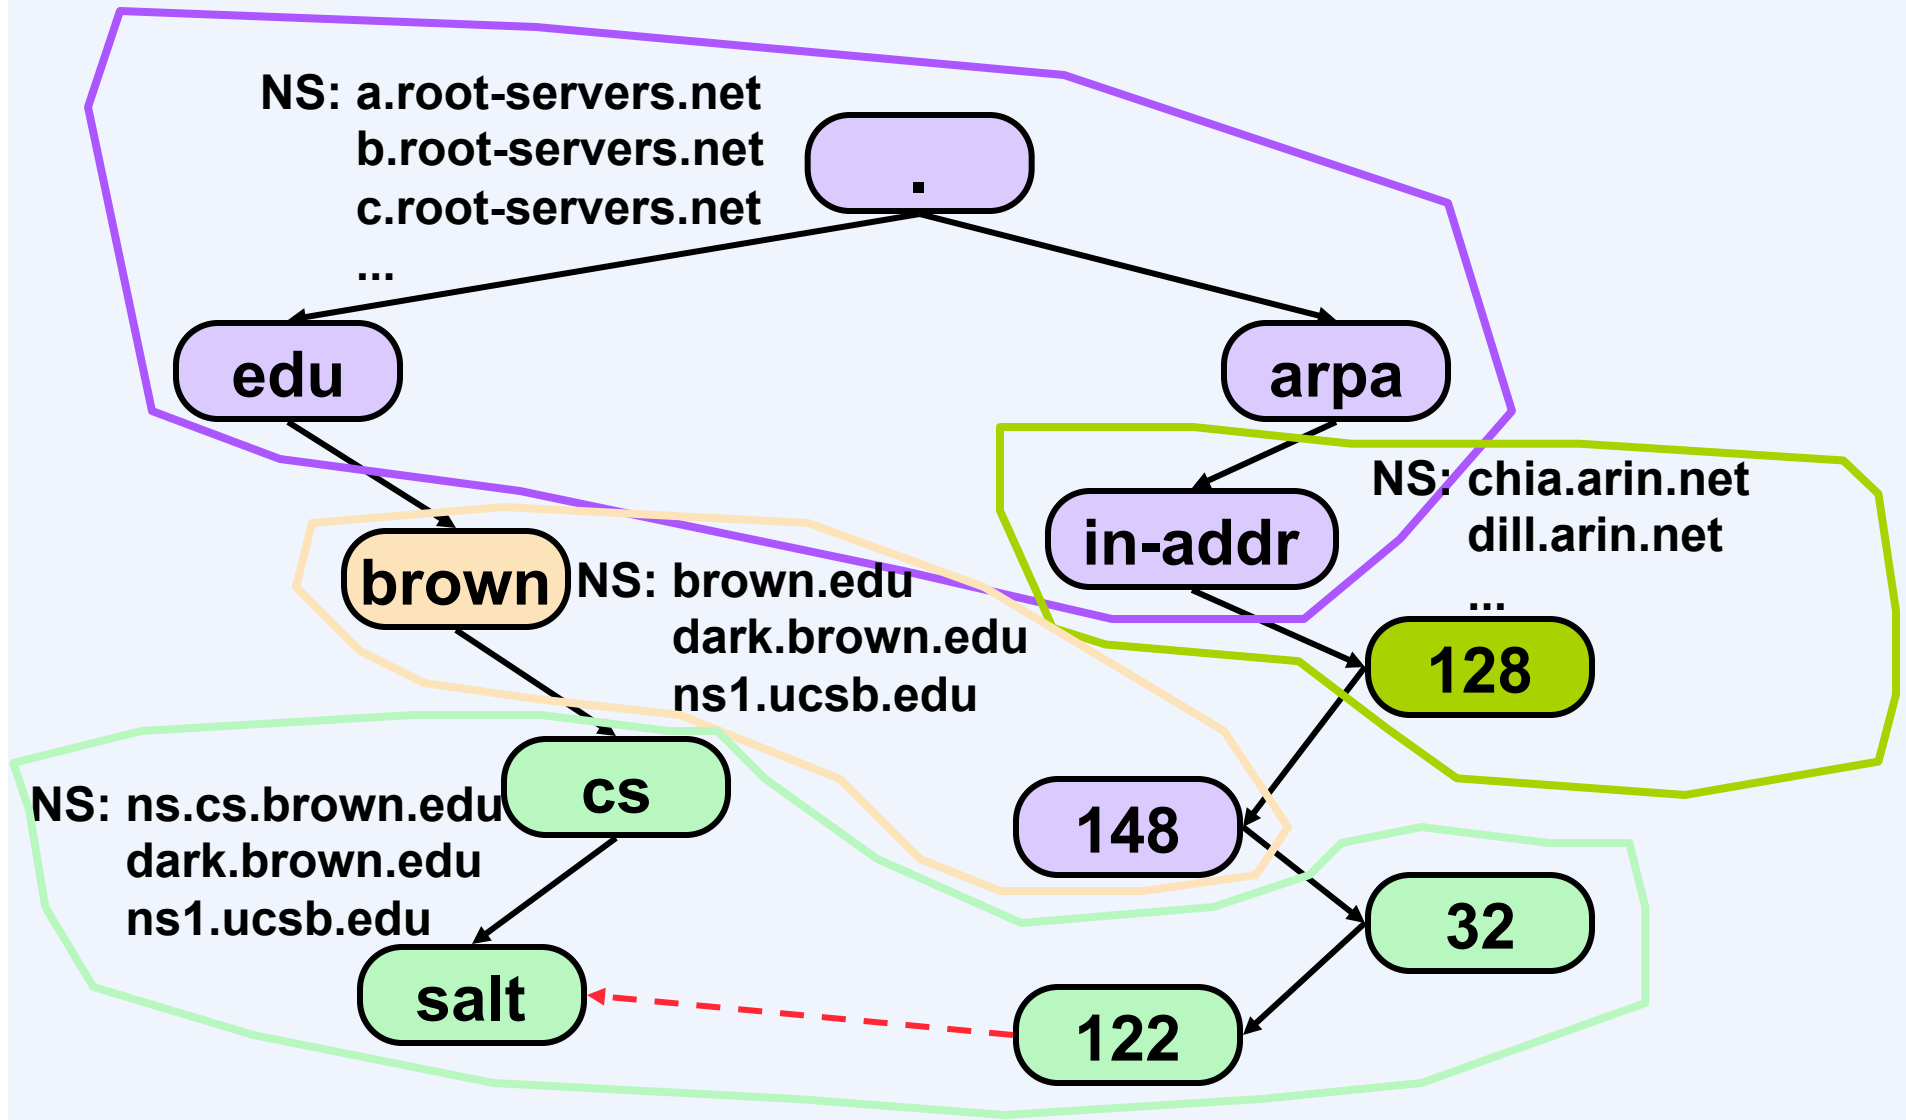 NS: a.root-servers.net
b.root-servers.net
c.root-servers.net
...
.
edu
arpa
NS: chia.arin.net
dill.arin.net
...
in-addr
brown
NS: brown.edu
dark.brown.edu
ns1.ucsb.edu
128
cs
NS: ns.cs.brown.edu
dark.brown.edu
ns1.ucsb.edu
148
32
salt
122